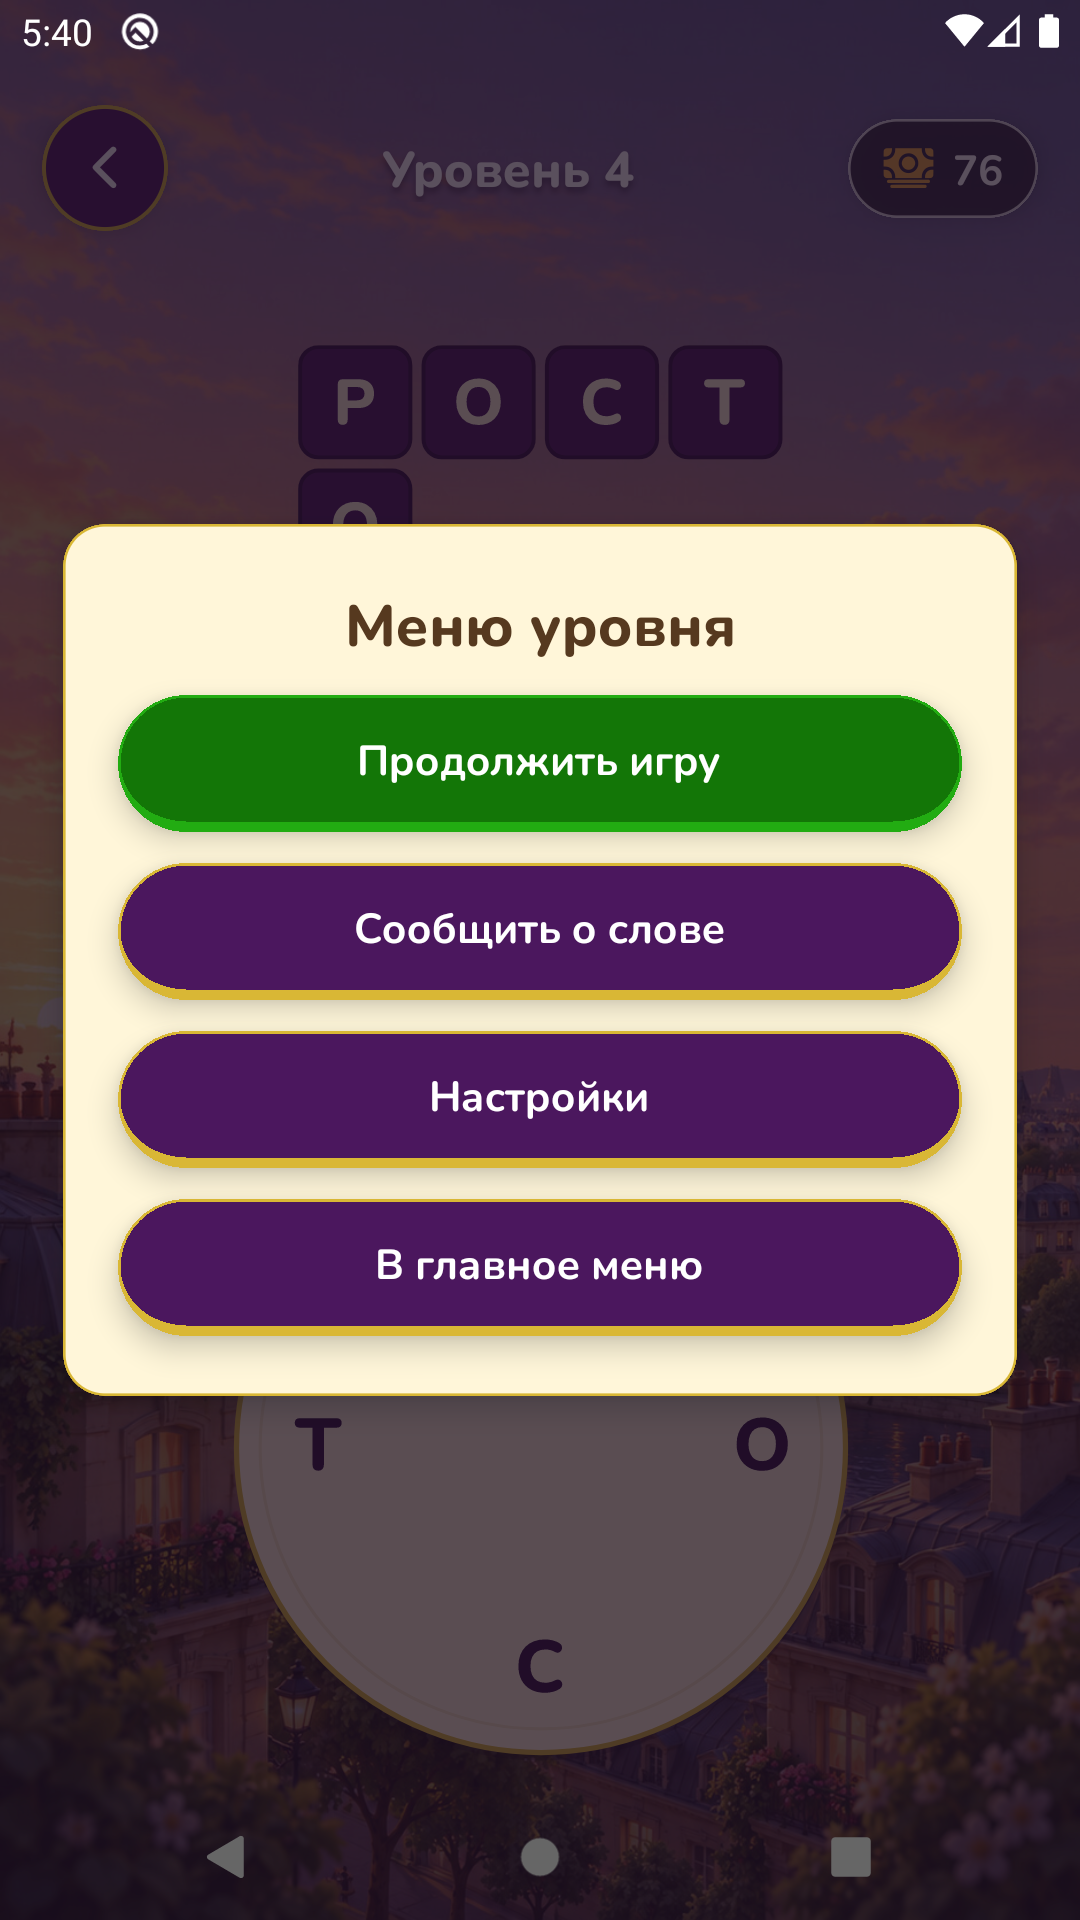 5:40
Уровень 4
76
Р О С Т
О
Меню уровня
Продолжить игру
Сообщить о слове
Настройки
В главное меню
Т О
С